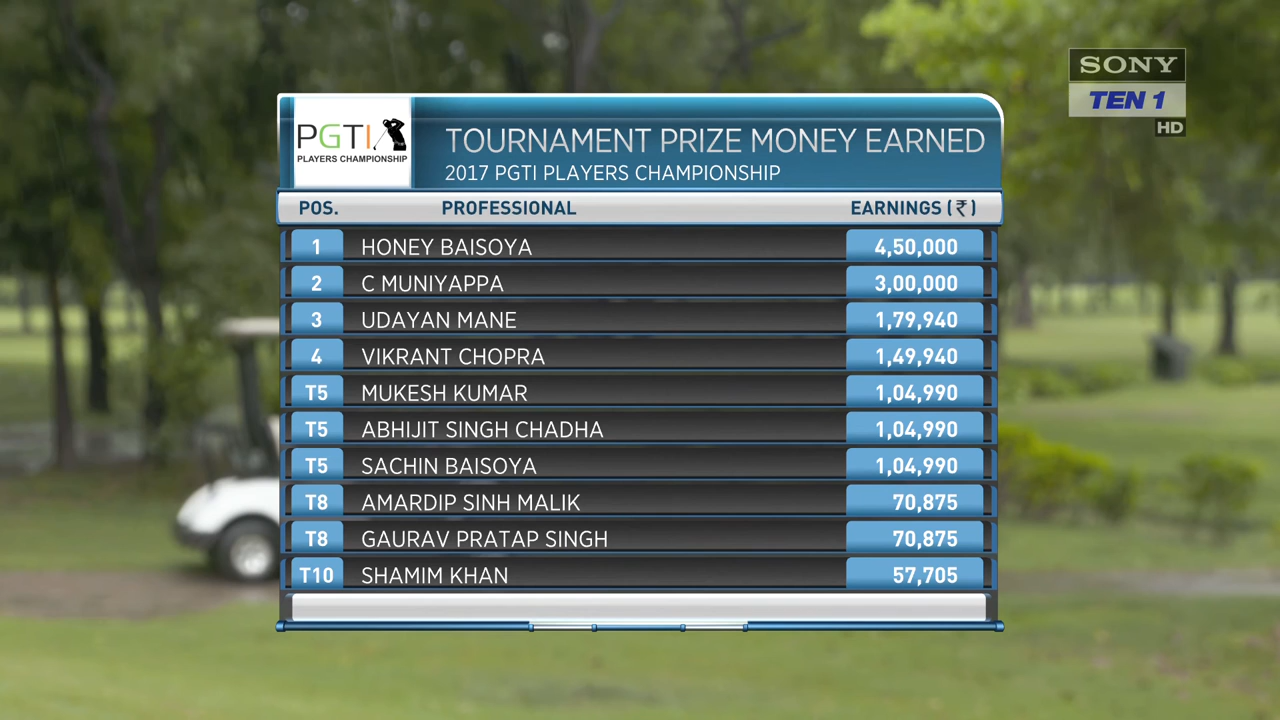 SONY
TEN 1
HD
PGTI
PLAYERS CHAMPIONSHIP
TOURNAMENT PRIZE MONEY EARNED
2017 PGTI PLAYERS CHAMPIONSHIP
POS. PROFESSIONAL EARNINGS (₹)
1 HONEY BAISOYA 4,50,000
2 C MUNIYAPPA 3,00,000
3 UDAYAN MANE 1,79,940
4 VIKRANT CHOPRA 1,49,940
T5 MUKESH KUMAR 1,04,990
T5 ABHIJIT SINGH CHADHA 1,04,990
T5 SACHIN BAISOYA 1,04,990
T8 AMARDIP SINH MALIK 70,875
T8 GAURAV PRATAP SINGH 70,875
T10 SHAMIM KHAN 57,705